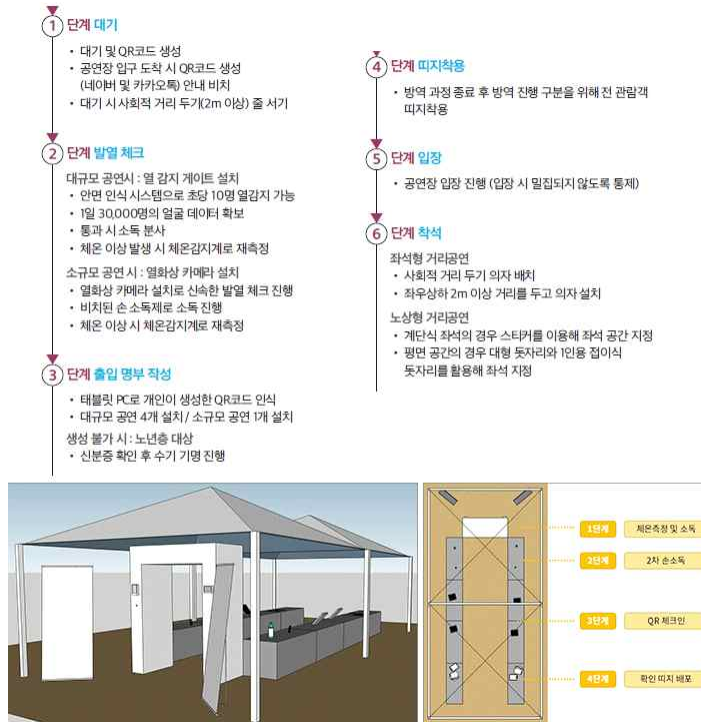 1 단계 대기
• 대기 및 QR코드 생성
• 공연장 입구 도착 시 QR코드 생성
(네이버 및 카카오톡) 안내 비치
• 대기 시 사회적 거리 두기(2m 이상) 줄 서기
2 단계 발열 체크
대규모 공연시 : 열 감지 게이트 설치
• 안면 인식 시스템으로 초당 10명 열감지 가능
• 1일 30,000명의 얼굴 데이터 확보
• 통과 시 소독 분사
• 체온 이상 발생 시 체온감지계로 재측정
소규모 공연 시 : 열화상 카메라 설치
• 열화상 카메라 설치로 신속한 발열 체크 진행
• 비치된 손 소독제로 소독 진행
• 체온 이상 시 체온감지계로 재측정
3 단계 출입 명부 작성
• 태블릿 PC로 개인이 생성한 QR코드 인식
• 대규모 공연 4개 설치 / 소규모 공연 1개 설치
생성 불가 시 : 노년층 대상
• 신분증 확인 후 수기 기명 진행
4 단계 띠지착용
• 방역 과정 종료 후 방역 진행 구분을 위해 전 관람객
띠지착용
5 단계 입장
• 공연장 입장 진행 (입장 시 밀집되지 않도록 통제)
6 단계 착석
좌석형 거리공연
• 사회적 거리 두기 의자 배치
• 좌우상하 2m 이상 거리를 두고 의자 설치
노상형 거리공연
• 계단식 좌석의 경우 스티커를 이용해 좌석 공간 지정
• 평면 공간의 경우 대형 돗자리와 1인용 접이식
돗자리를 활용해 좌석 지정
1단계 체온측정 및 소독
2단계 2차 손소독
3단계 QR 체크인
4단계 확인 띠지 배포